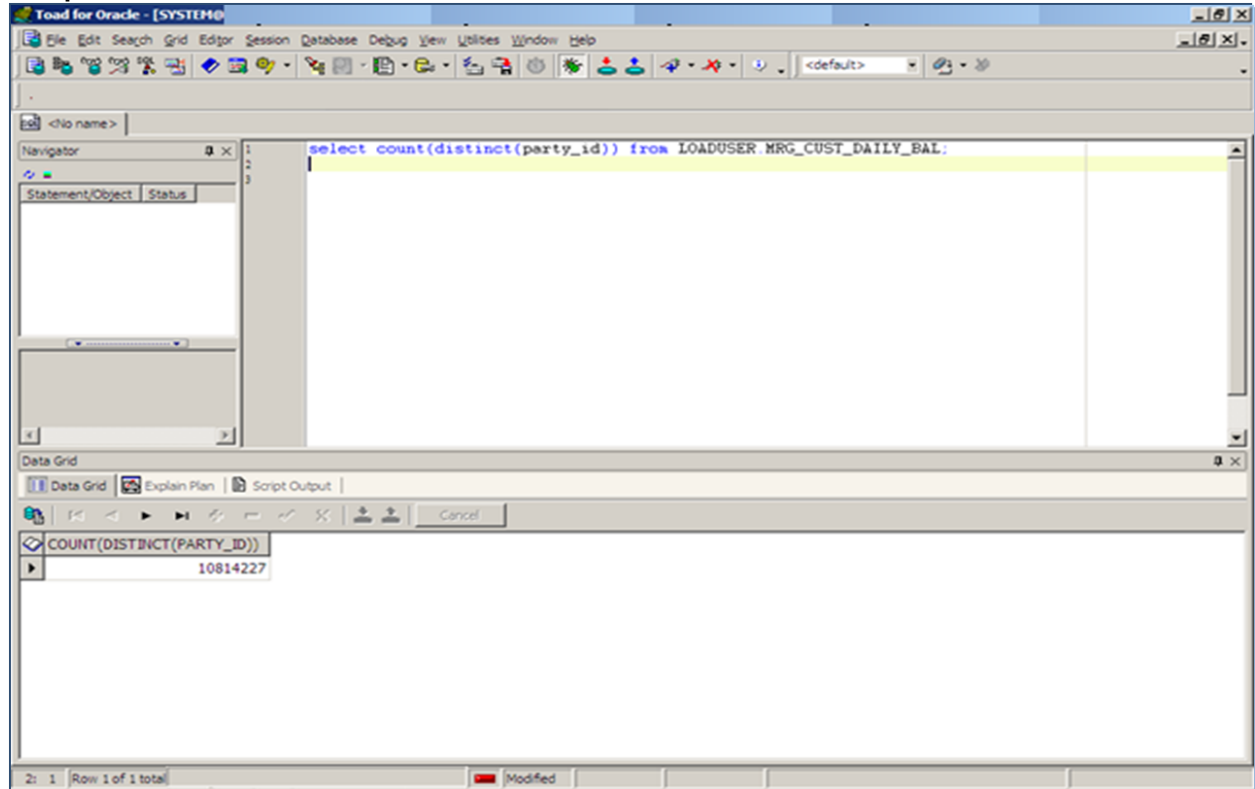 Toad for Oracle - [SYSTEM@
File Edit Search Grid Editor Session Database Debug View Utilities Window Help
<default>
<No name>
Navigator
Statement/Object Status
1 select count(distinct(party_id)) from LOADUSER.MRG_CUST_DAILY_BAL;
2
3
Data Grid
Data Grid Explain Plan Script Output
Cancel
COUNT(DISTINCT(PARTY_ID))
10814227
2: 1 Row 1 of 1 total Modified